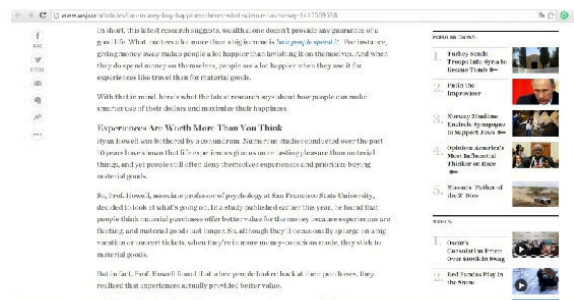 In short, this latest research suggests, wealth alone doesn't provide any guarantee of a
good life. What matters a lot more than a big income is how people spend it. For instance,
giving money away makes people a lot happier than lavishing it on themselves. And when
they do spend money on themselves, people are a lot happier when they use it for
experiences like travel than for material goods.
With that in mind, here's what the latest research says about how people can make
smarter use of their dollars and maximize their happiness.
Experiences Are Worth More Than You Think
Ryan Howell was bothered by a conundrum. Numerous studies conducted over the past
10 years have shown that life experiences give us more lasting pleasure than material
things, and yet people still often deny themselves experiences and prioritize buying
material goods.
So, Prof. Howell, associate professor of psychology at San Francisco State University,
decided to look at what's going on. In a study published earlier this year, he found that
people think material purchases offer better value for the money because experiences are
fleeting, and material goods last longer. So, although they'll occasionally splurge on a big
vacation or concert tickets, when they're in more money-conscious mode, they stick to
material goods.
But in fact, Prof. Howell found that when people looked back at their purchases, they
realized that experiences actually provided better value.
1. Turkey Sends
Troops Into Syria to
Rescue Tomb
2. Putin the
Improviser
3. Norway Muslims
Encircle Synagogue
to Support Jews
4. Opinion: America's
Most Influential
Thinker on Race
5. 'Father of
the Z' Dies
VIDEO
1. Oscar's
Consolation Prize:
Over $160K in Swag
2. Red Pandas Play in
the Snow